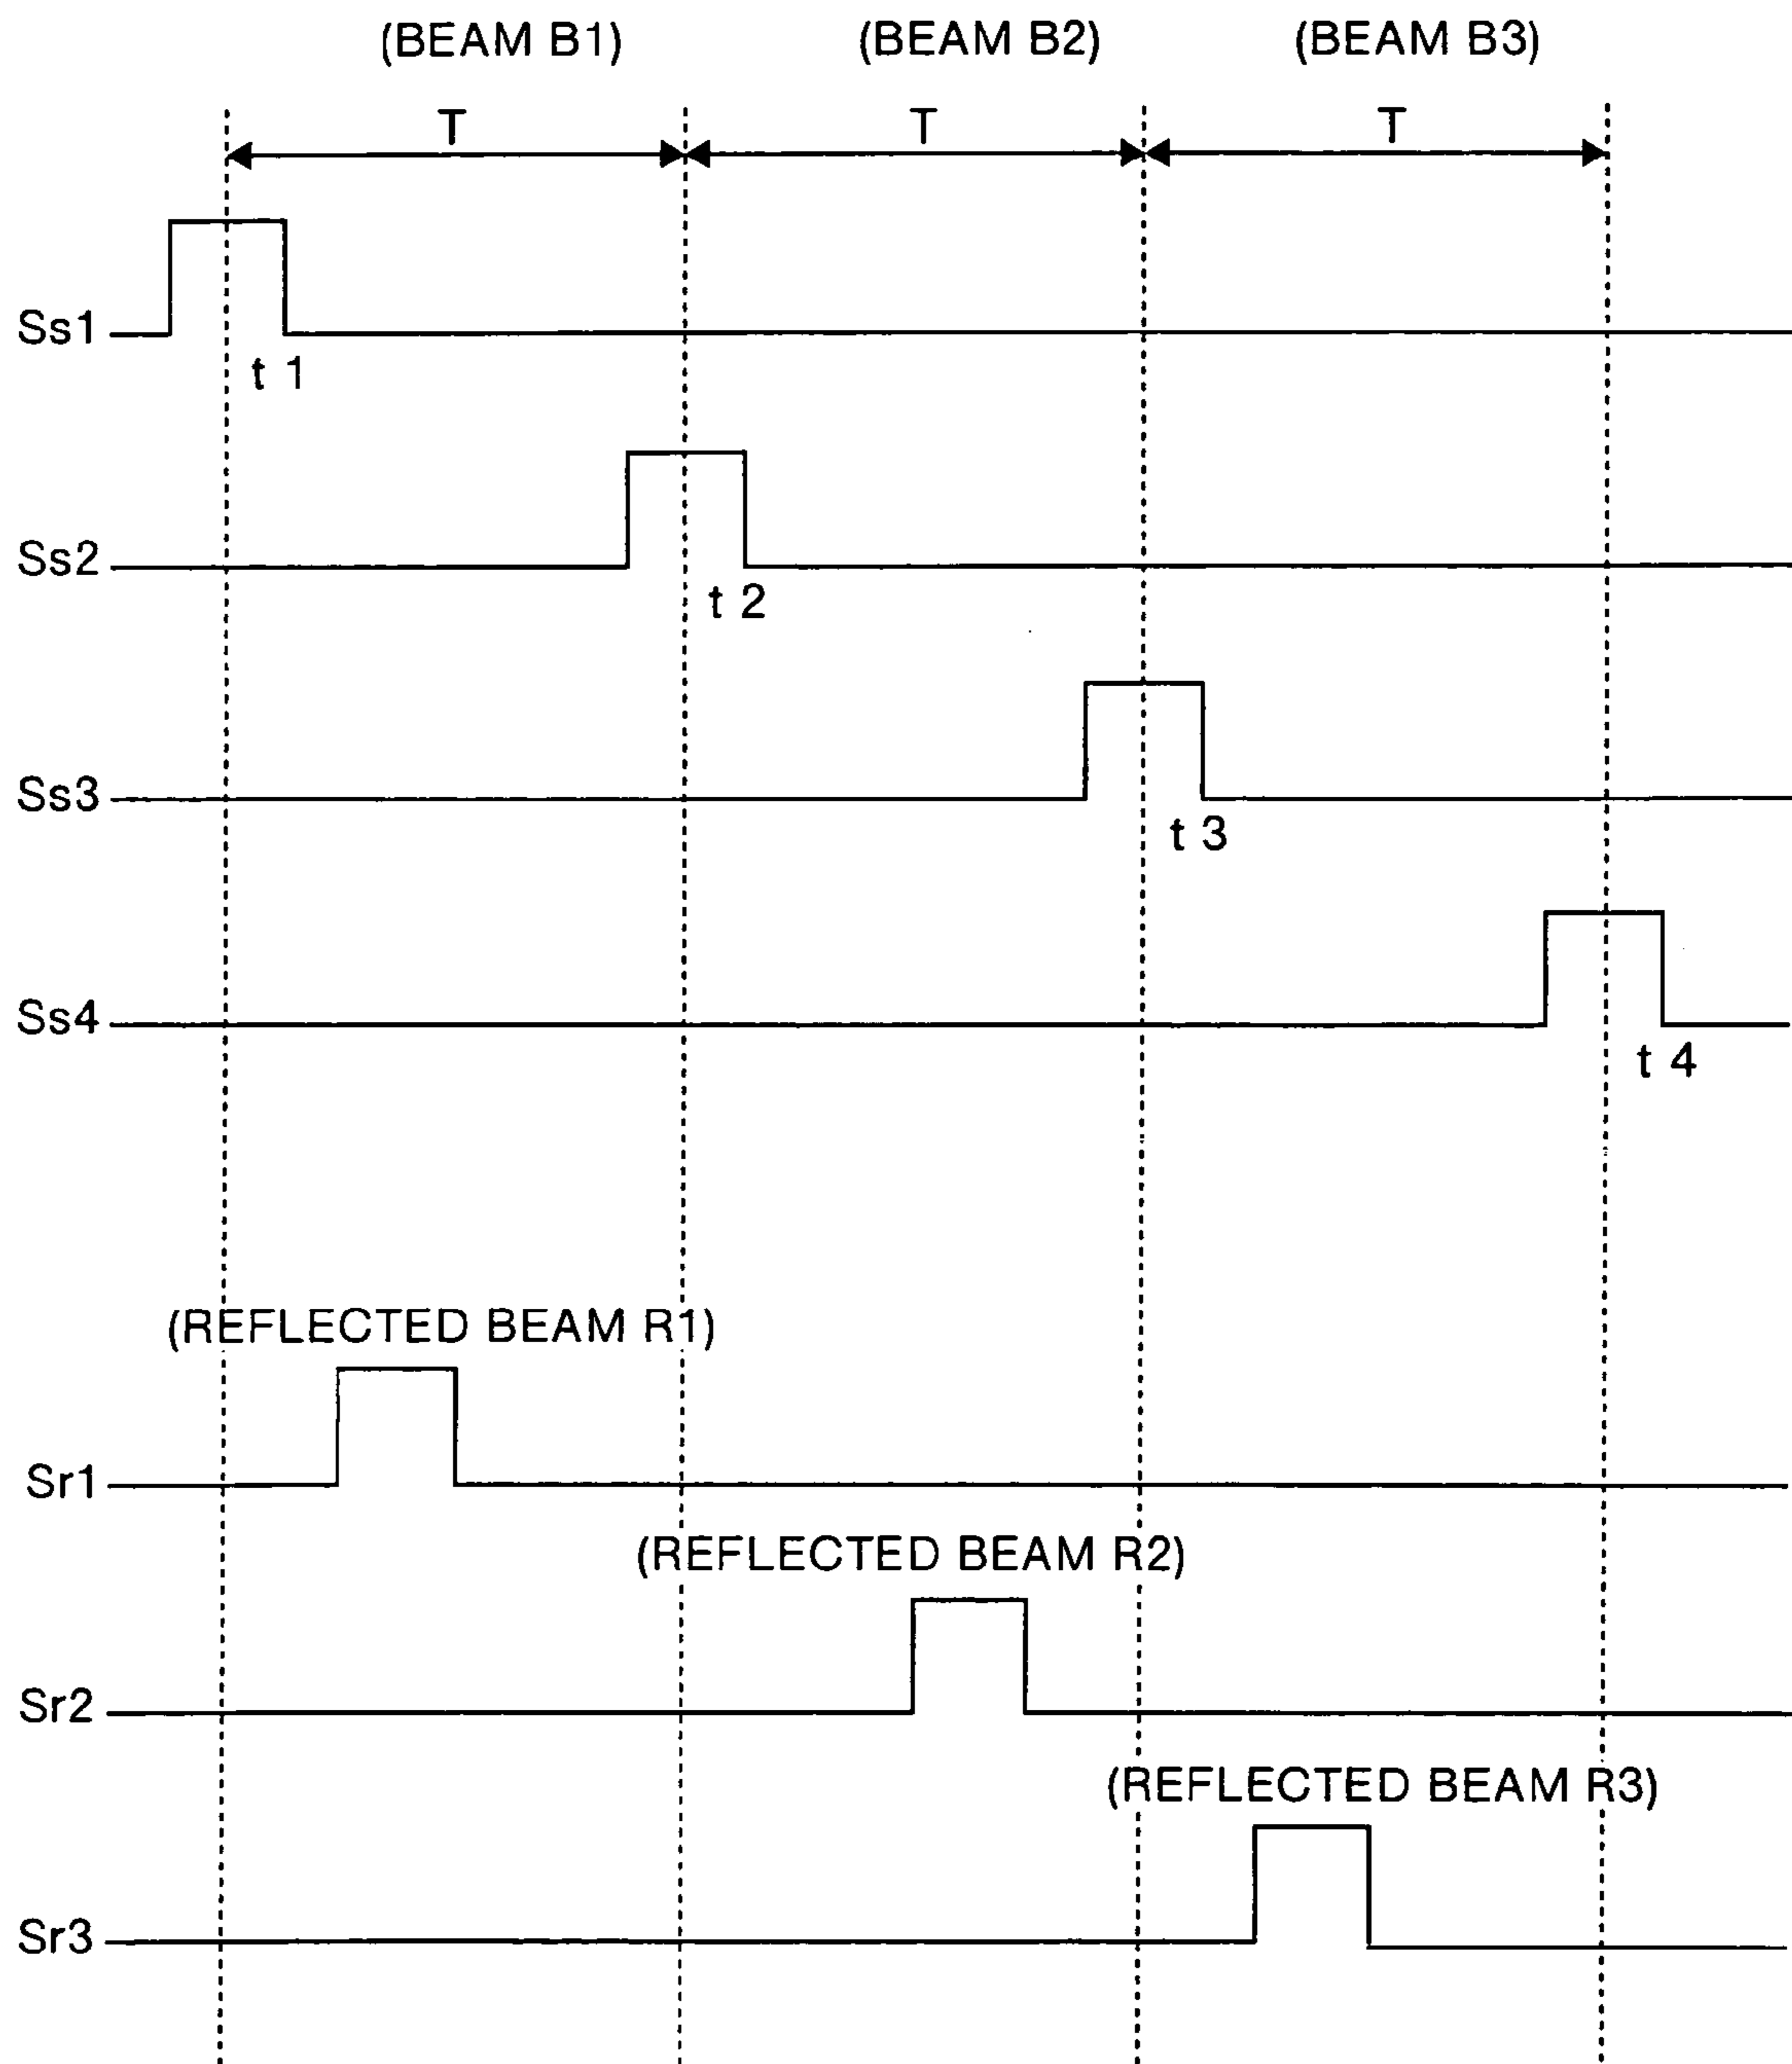 (BEAM B1) (BEAM B2) (BEAM B3)
T T T
Ss1
t 1
Ss2
t 2
Ss3
t 3
Ss4
t 4
(REFLECTED BEAM R1)
Sr1
(REFLECTED BEAM R2)
Sr2
(REFLECTED BEAM R3)
Sr3